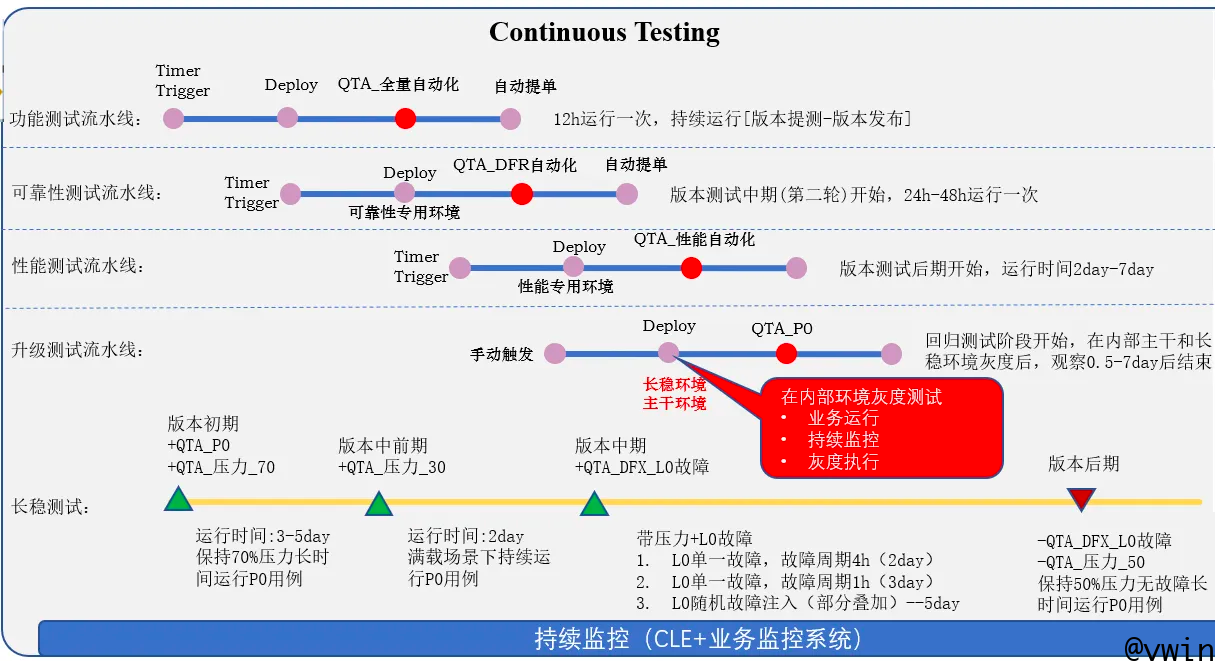 Continuous Testing
Timer
Trigger
Deploy
QTA_全量自动化
自动提单
功能测试流水线:
12h运行一次，持续运行[版本提测-版本发布]
Timer
Trigger
Deploy
QTA_DFR自动化
自动提单
可靠性测试流水线:
可靠性专用环境
版本测试中期(第二轮)开始，24h-48h运行一次
Timer
Trigger
Deploy
QTA_性能自动化
性能测试流水线:
性能专用环境
版本测试后期开始，运行时间2day-7day
Deploy
QTA_P0
升级测试流水线:
手动触发
回归测试阶段开始，在内部主干和长
稳环境灰度后，观察0.5-7day后结束
长稳环境
主干环境
在内部环境灰度测试
• 业务运行
• 持续监控
• 灰度执行
版本初期
+QTA_P0
+QTA_压力_70
版本中前期
+QTA_压力_30
版本中期
+QTA_DFX_L0故障
版本后期
长稳测试:
运行时间:3-5day
保持70%压力长时
间运行P0用例
运行时间:2day
满载场景下持续运
行P0用例
带压力+L0故障
1. L0单一故障，故障周期4h（2day）
2. L0单一故障，故障周期1h（3day）
3. L0随机故障注入（部分叠加）--5day
-QTA_DFX_L0故障
-QTA_压力_50
保持50%压力无故障长
时间运行P0用例
持续监控（CLE+业务监控系统）
@vwin